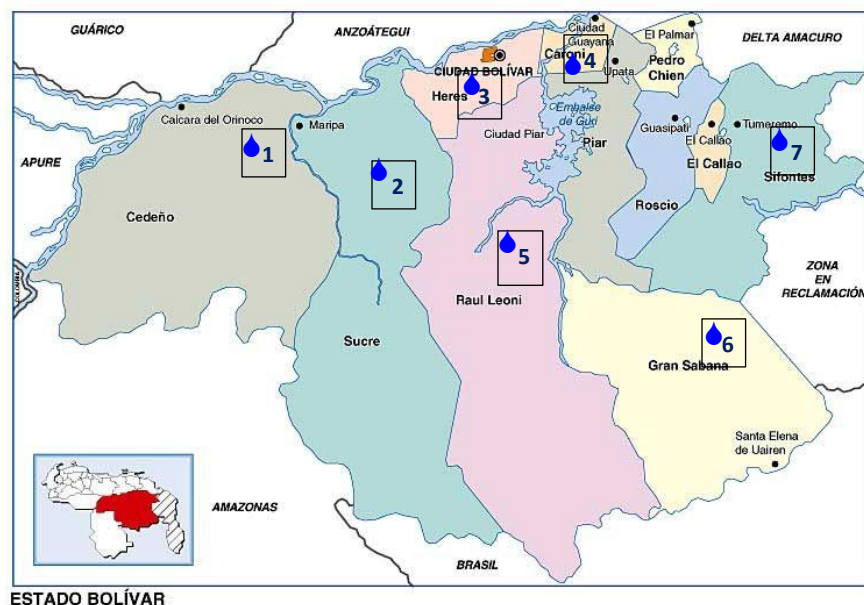 GUÁRICO
ANZOÁTEGUI
Ciudad
Guayana
El Palmar
DELTA AMACURO
Pedro
Chien
CIUDAD BOLÍVAR
Caroni
4
Upata
Heres
3
Caicara del Orinoco
Maripa
Embalse
de Guri
Ciudad Piar
Piar
Guasipati
El Callao
Tumeremo
El Callao
7
Sifontes
APURE
1
2
Cedeño
Roscio
5
Raul Leoni
ZONA
EN
RECLAMACIÓN
COLOMBIA
Sucre
6
Gran Sabana
Santa Elena
de Uairen
AMAZONAS
BRASIL
ESTADO BOLÍVAR